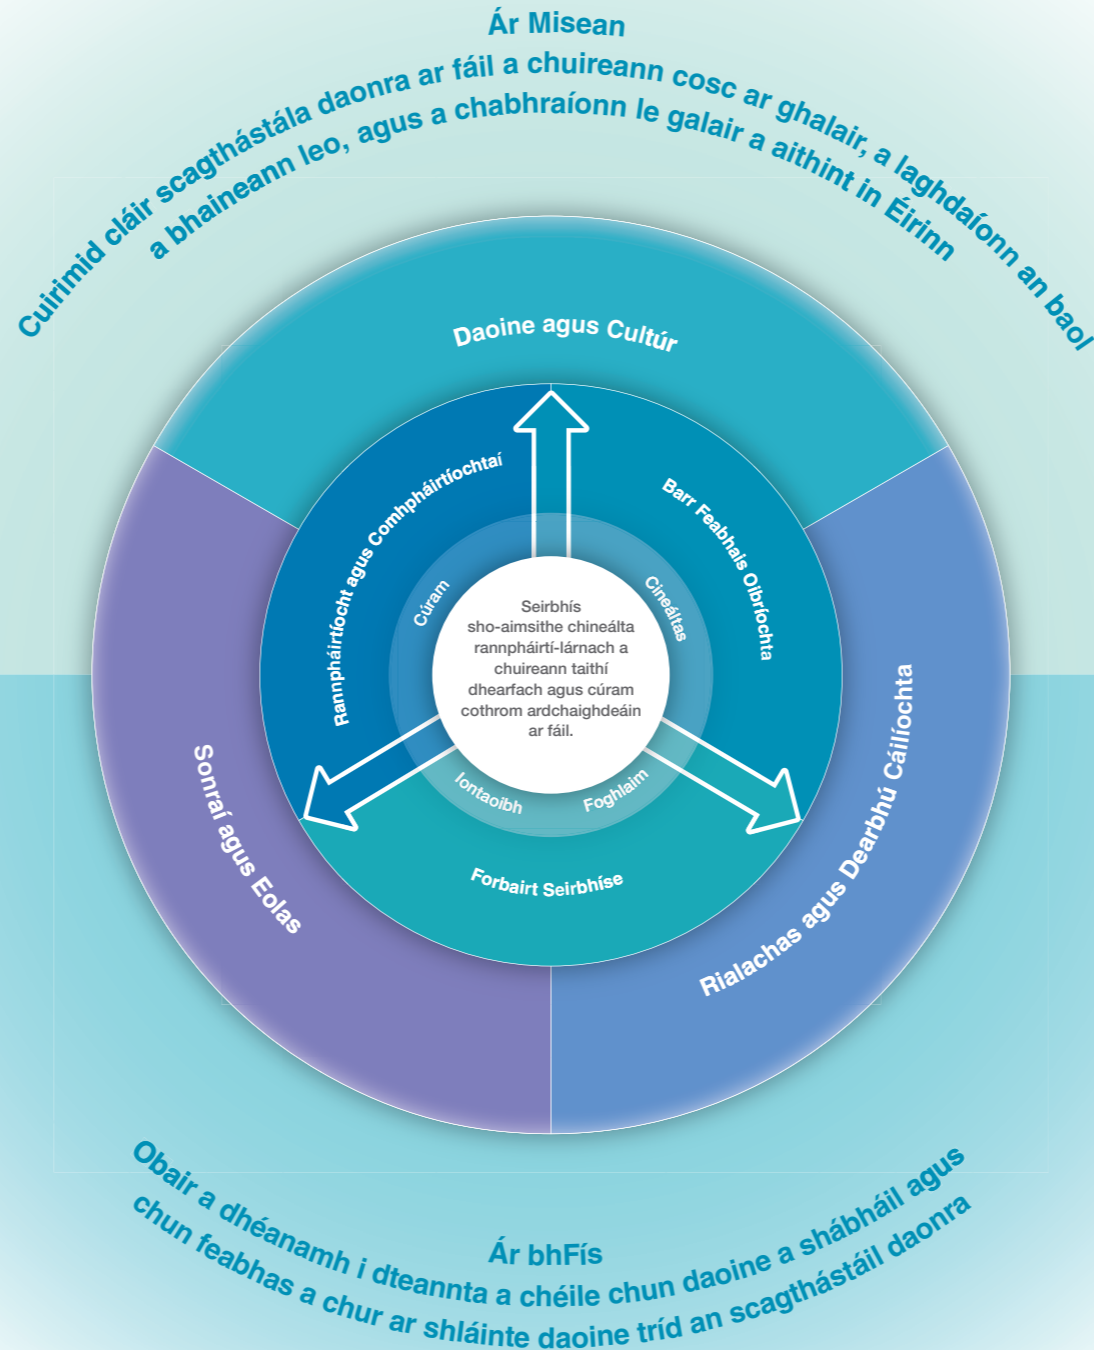 Ár Misean
Cuirimid cláir scagthástála daonra ar fáil a chuireann cosc ar ghalair, a laghdaíonn an baol
a bhaineann leo, agus a chabhraíonn le galair a aithint in Éirinn
Daoine agus Cultúr
Rannpháirtíocht agus Comhpháirtíochtaí
Barr Feabhais Oibríochta
Cúram
Cineáltas
Seirbhís
sho-aimsithe chineálta
rannpháirtí-lárnach a
chuireann taithí
dhearfach agus cúram
cothrom ardchaighdeáin
ar fáil.
Iontaoibh
Foghlaim
Forbairt Seirbhíse
Sonraí agus Eolas
Rialachas agus Dearbhú Cáilíochta
Ár bhFís
Obair a dhéanamh i dteannta a chéile chun daoine a shábháil agus
chun feabhas a chur ar shláinte daoine tríd an scagthástáil daonra